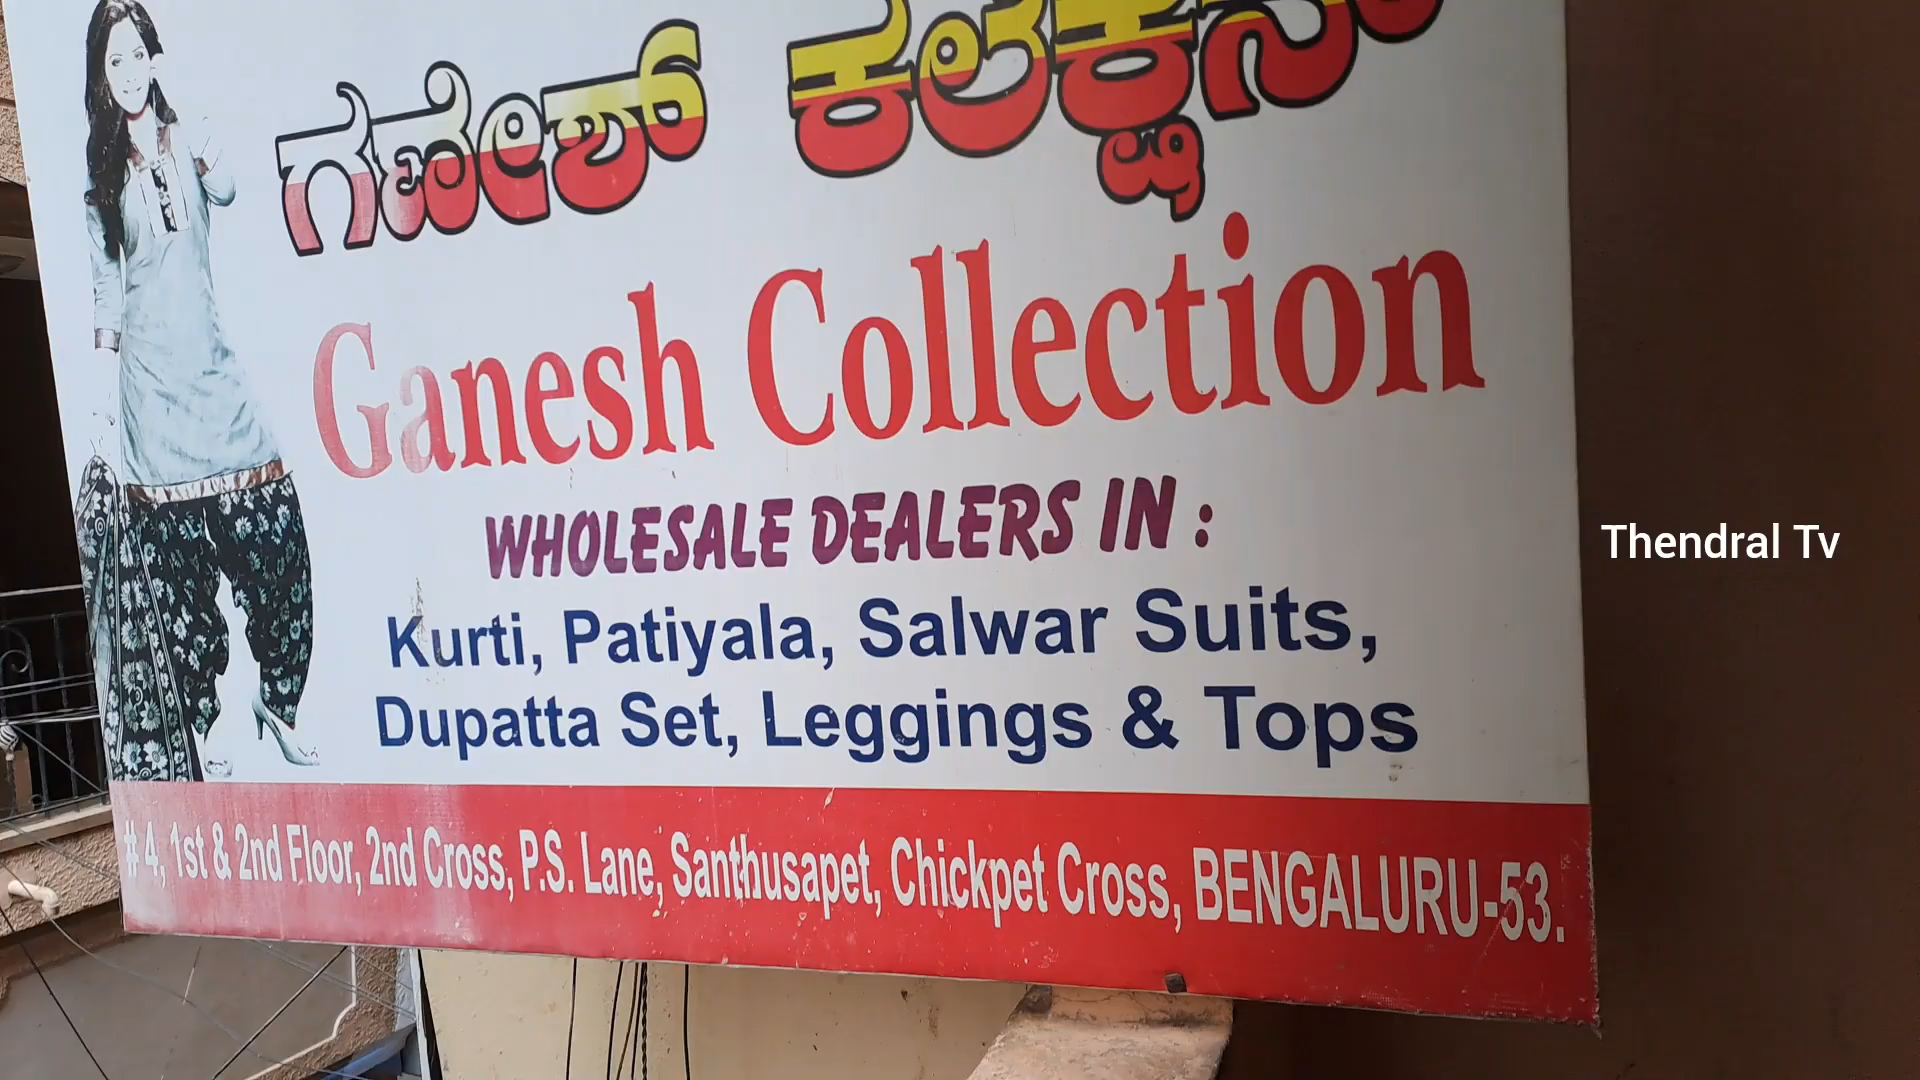 ಗಣೇಶ್ ಕಲಕ್ಷನ್
Ganesh Collection
WHOLESALE DEALERS IN :
Kurti, Patiyala, Salwar Suits,
Dupatta Set, Leggings & Tops
# 4, 1st & 2nd Floor, 2nd Cross, P.S. Lane, Santhusapet, Chickpet Cross, BENGALURU-53.
Thendral Tv